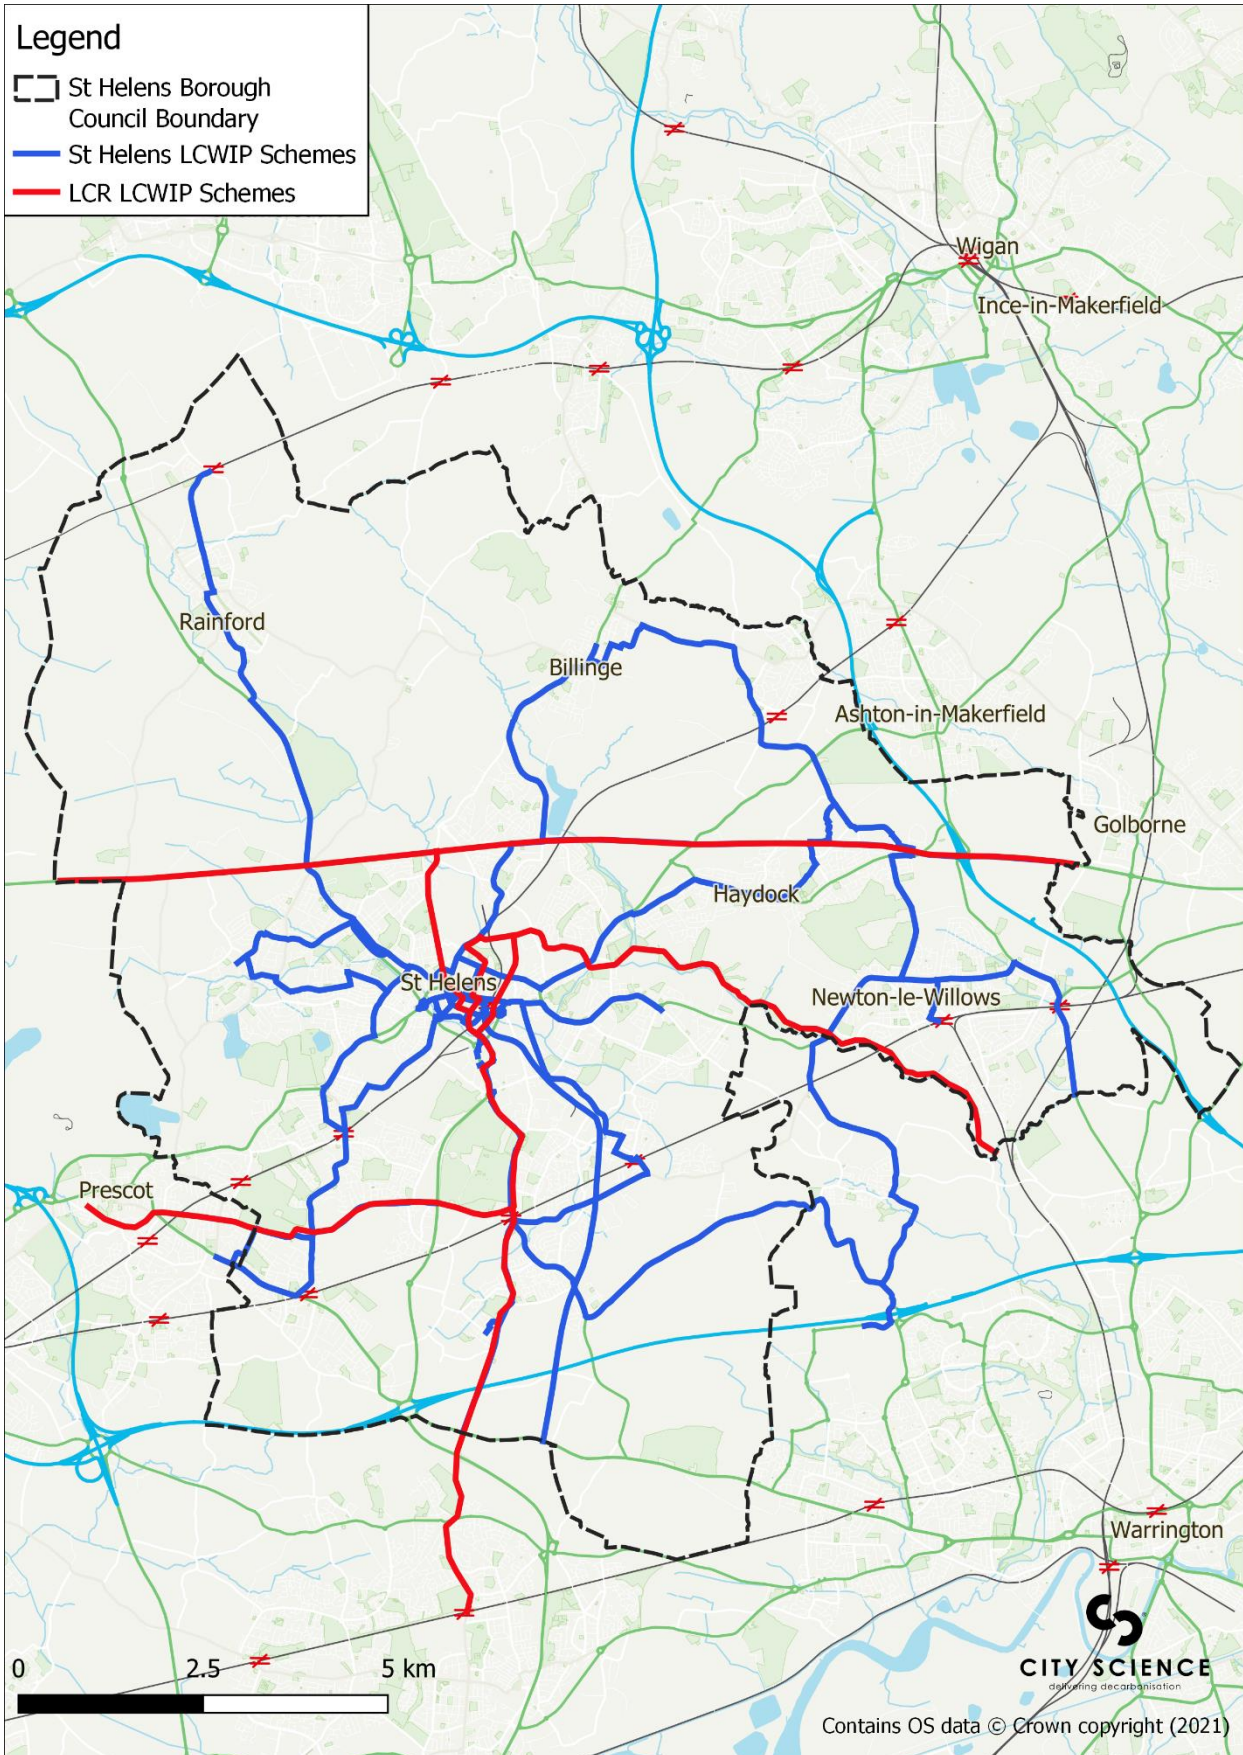 Legend
St Helens Borough
Council Boundary
St Helens LCWIP Schemes
LCR LCWIP Schemes
Wigan
Ince-in-Makerfield
Rainford
Billinge
Ashton-in-Makerfield
Golborne
Haydock
St Helens
Newton-le-Willows
Prescot
Warrington
0 2.5 5 km
CITY SCIENCE
delivering decarbonisation
Contains OS data © Crown copyright (2021)